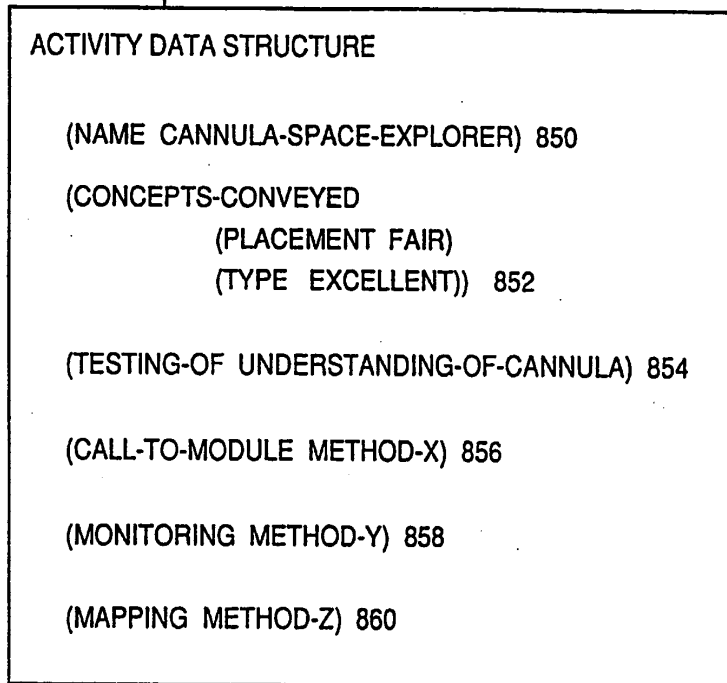 ACTIVITY DATA STRUCTURE
(NAME CANNULA-SPACE-EXPLORER) 850
(CONCEPTS-CONVEYED
(PLACEMENT FAIR)
(TYPE EXCELLENT)) 852
(TESTING-OF UNDERSTANDING-OF-CANNULA) 854
(CALL-TO-MODULE METHOD-X) 856
(MONITORING METHOD-Y) 858
(MAPPING METHOD-Z) 860